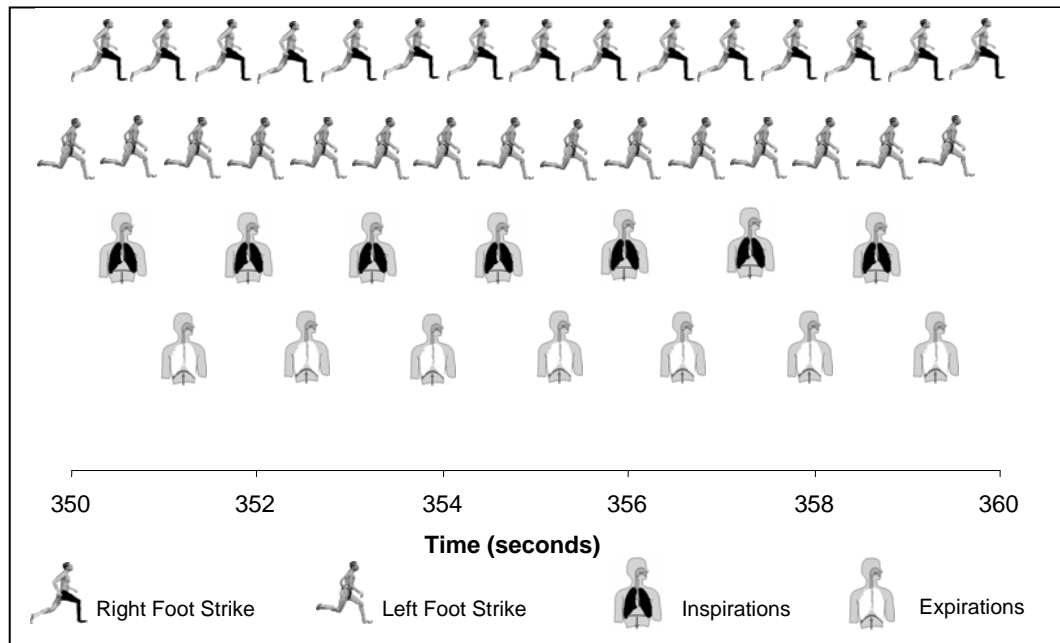 350 352 354 356 358 360
Time (seconds)
Right Foot Strike Left Foot Strike Inspirations Expirations